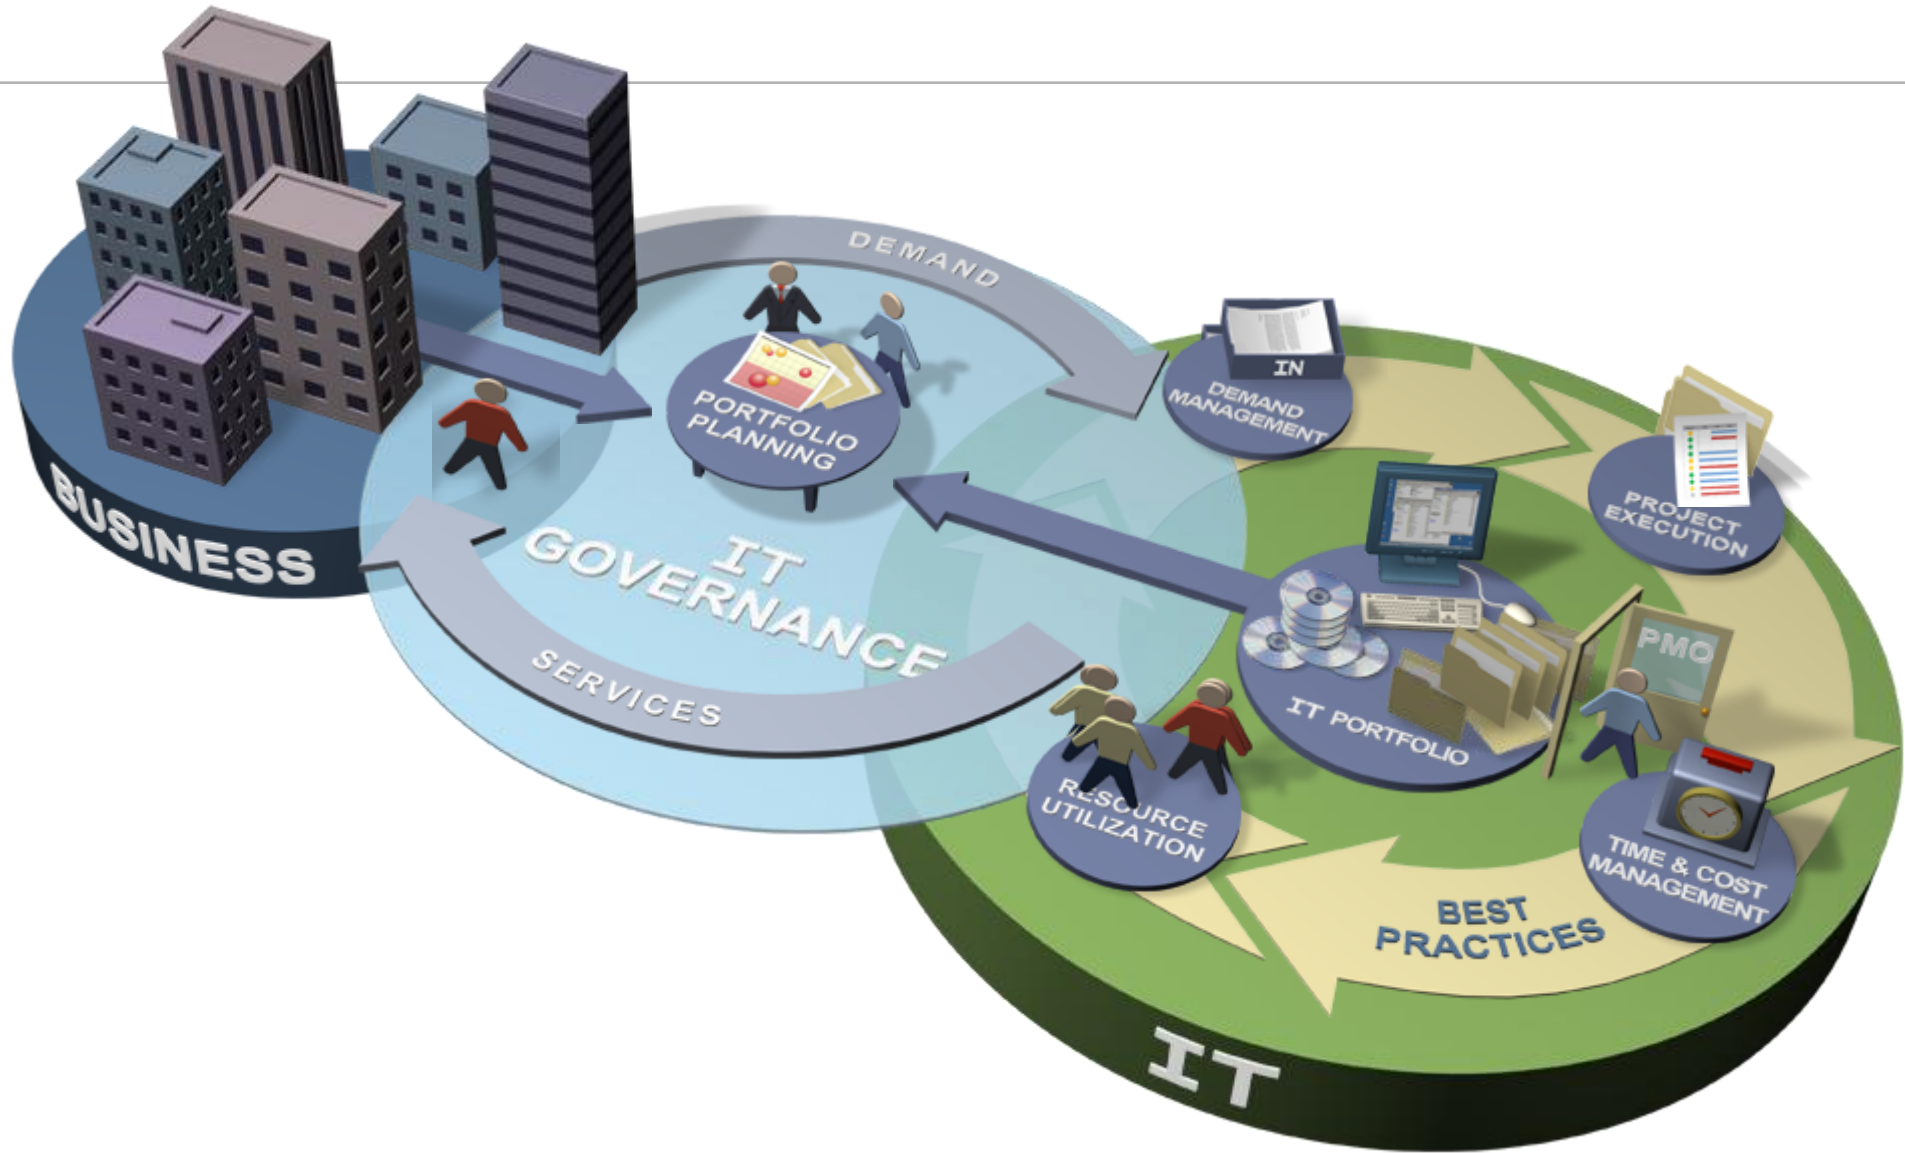 BUSINESS
DEMAND
PORTFOLIO
PLANNING
IT
GOVERNANCE
SERVICES
IN
DEMAND
MANAGEMENT
PROJECT
EXECUTION
IT PORTFOLIO
PMO
RESOURCE
UTILIZATION
TIME & COST
MANAGEMENT
BEST
PRACTICES
IT